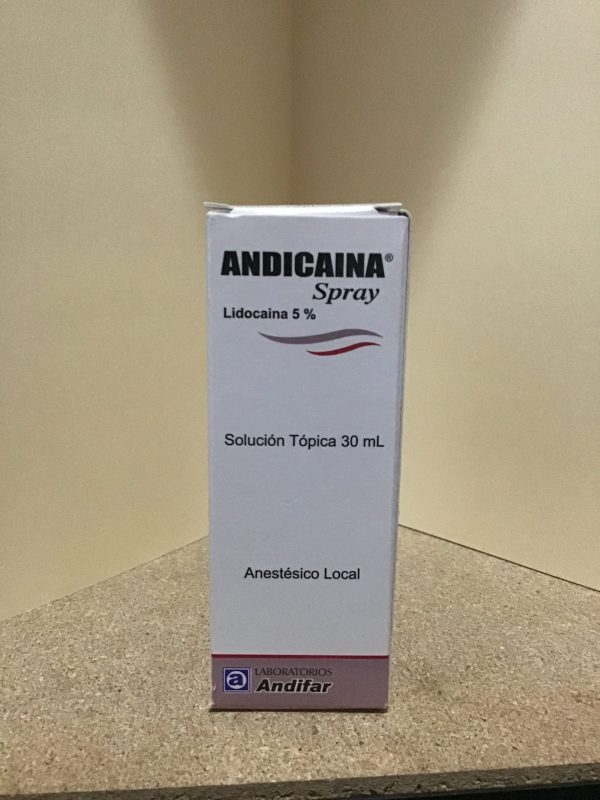 ANDICAINA®
Spray
Lidocaina 5 %
Solución Tópica 30 mL
Anestésico Local
a
LABORATORIOS
Andifar